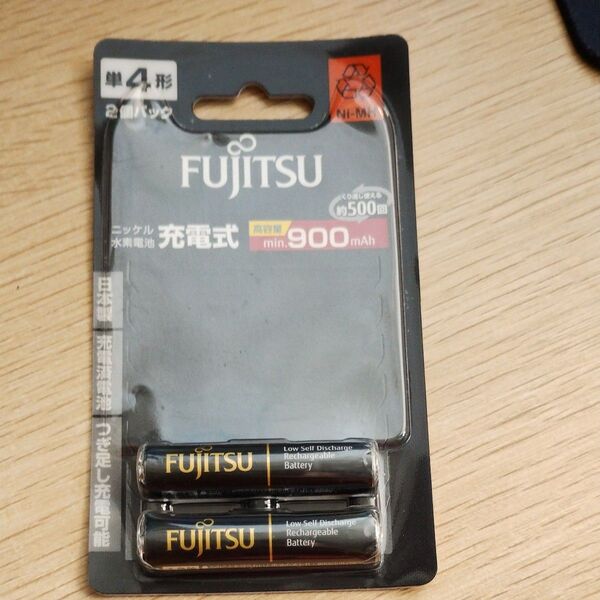 単4形
2個パック
Ni-MH
FUJITSU
くり返し使える
約500回
ニッケル
水素電池
充電式
高容量
min.900mAh
日本製
充電済電池
つぎ足し充電可能
FUJITSU
Low Self Discharge
Rechargeable
Battery
FUJITSU
Low Self Discharge
Rechargeable
Battery